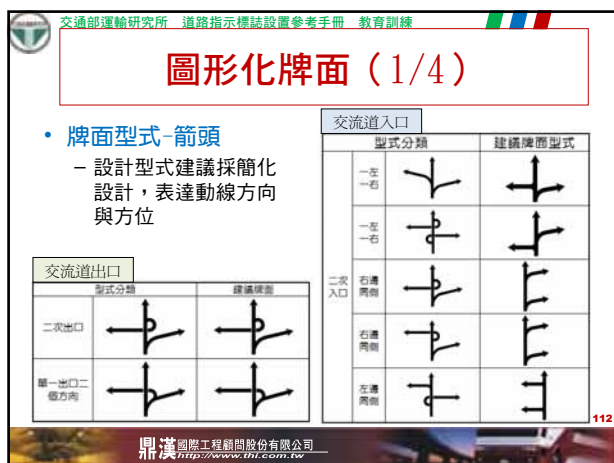 交通部運輸研究所 道路指示標誌設置參考手冊 教育訓練
圖形化牌面（1/4）
• 牌面型式-箭頭
– 設計型式建議採簡化
設計，表達動線方向
與方位
交流道出口
型式分類 建議牌面
二次出口
單一出口二
個方向
交流道入口
型式分類 建議牌面型式
二次
入口
一左
一右
一左
一右
右邊
同側
右邊
同側
左邊
同側
112
鼎漢國際工程顧問股份有限公司
http://www.thi.com.tw